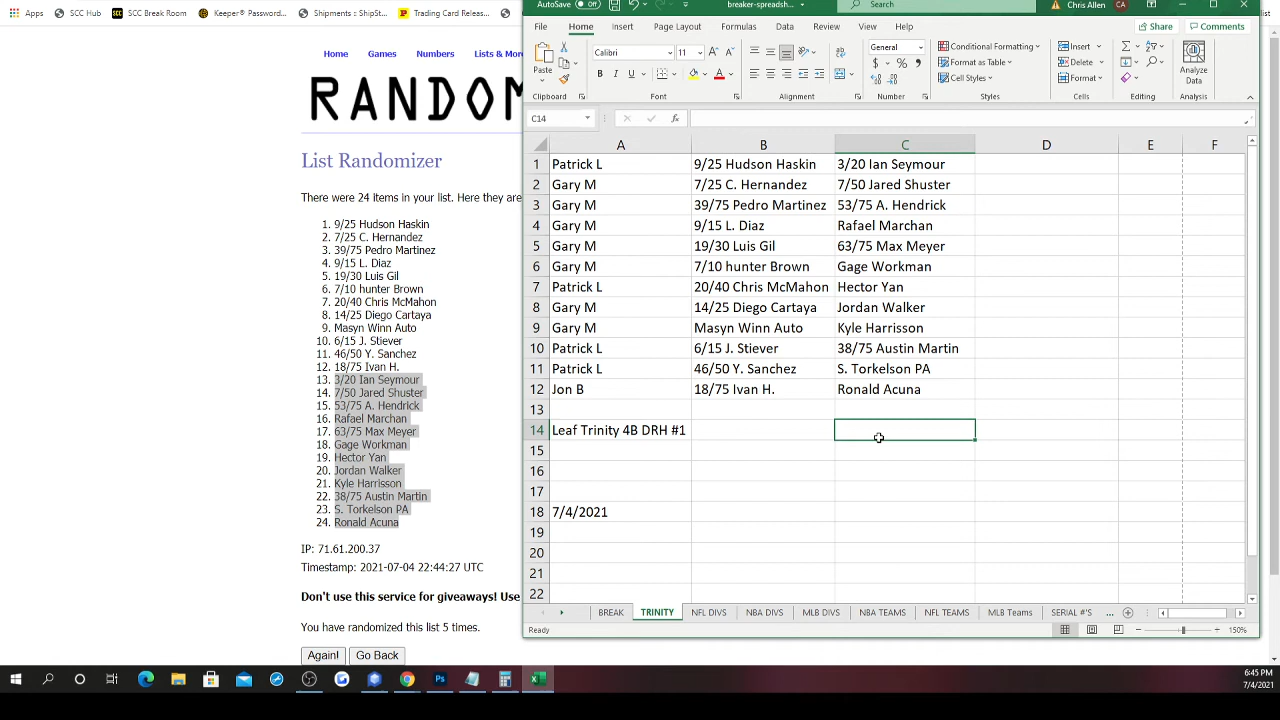 Apps
SCC Break Room
Keeper® Password...
Shipments :: ShipSt...
Trading Card Releas...
Home Games Numbers Lists & More
RANDOM
List Randomizer
There were 24 items in your list. Here they are
1. 9/25 Hudson Haskin
2. 7/25 C. Hernandez
3. 39/75 Pedro Martinez
4. 9/15 L. Diaz
5. 19/30 Luis Gil
6. 7/10 hunter Brown
7. 20/40 Chris McMahon
8. 14/25 Diego Cartaya
9. Masyn Winn Auto
10. 6/15 J. Stiever
11. 46/50 Y. Sanchez
12. 18/75 Ivan H.
13. 3/20 Ian Seymour
14. 7/50 Jared Shuster
15. 53/75 A. Hendrick
16. Rafael Marchan
17. 63/75 Max Meyer
18. Gage Workman
19. Hector Yan
20. Jordan Walker
21. Kyle Harrisson
22. 38/75 Austin Martin
23. S. Torkelson PA
24. Ronald Acuna
IP: 71.61.200.37
Timestamp: 2021-07-04 22:44:27 UTC
Don't use this service for giveaways! Use
You have randomized this list 5 times.
Again! Go Back
AutoSave Off breaker-spreadsh... Search Chris Allen CA
File Home Insert Page Layout Formulas Data Review View Help Share Comments
Paste
Calibri 11
General
Conditional Formatting
Format as Table
Cell Styles
Insert
Delete
Format
Analyze
Data
Clipboard Font Alignment Number Styles Cells Editing Analysis
C14 fx
A B C D E F
1 Patrick L 9/25 Hudson Haskin 3/20 Ian Seymour
2 Gary M 7/25 C. Hernandez 7/50 Jared Shuster
3 Gary M 39/75 Pedro Martinez 53/75 A. Hendrick
4 Gary M 9/15 L. Diaz Rafael Marchan
5 Gary M 19/30 Luis Gil 63/75 Max Meyer
6 Gary M 7/10 hunter Brown Gage Workman
7 Patrick L 20/40 Chris McMahon Hector Yan
8 Gary M 14/25 Diego Cartaya Jordan Walker
9 Gary M Masyn Winn Auto Kyle Harrisson
10 Patrick L 6/15 J. Stiever 38/75 Austin Martin
11 Patrick L 46/50 Y. Sanchez S. Torkelson PA
12 Jon B 18/75 Ivan H. Ronald Acuna
13
14 Leaf Trinity 4B DRH #1
15
16
17
18 7/4/2021
19
20
21
22
BREAK TRINITY NFL DIVS NBA DIVS MLB DIVS NBA TEAMS NFL TEAMS MLB Teams SERIAL #'S ...
Ready 150%
6:45 PM
7/4/2021